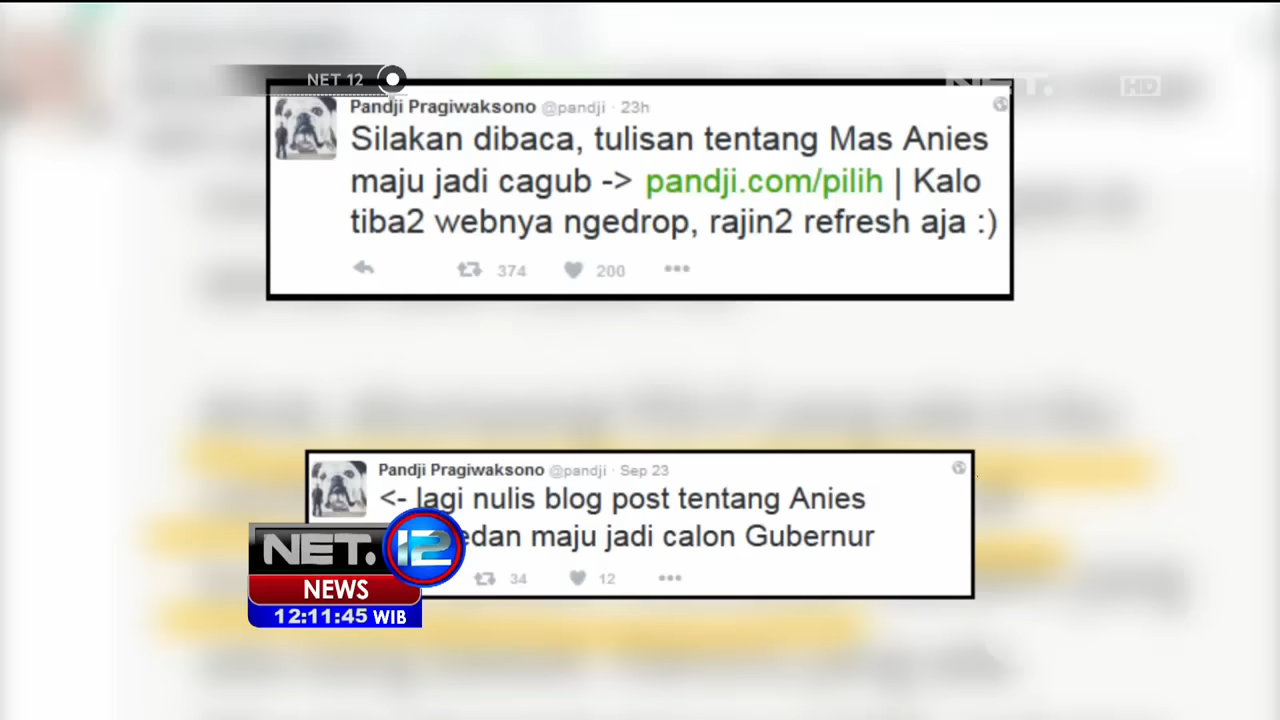 NET 12
NET.
HD
Pandji Pragiwaksono @pandji · 23h
Silakan dibaca, tulisan tentang Mas Anies
maju jadi cagub -> pandji.com/pilih | Kalo
tiba2 webnya ngedrop, rajin2 refresh aja :)
374 200
Pandji Pragiwaksono @pandji · Sep 23
<- lagi nulis blog post tentang Anies
edan maju jadi calon Gubernur
34 12
NET. 12
NEWS
12:11:45 WIB